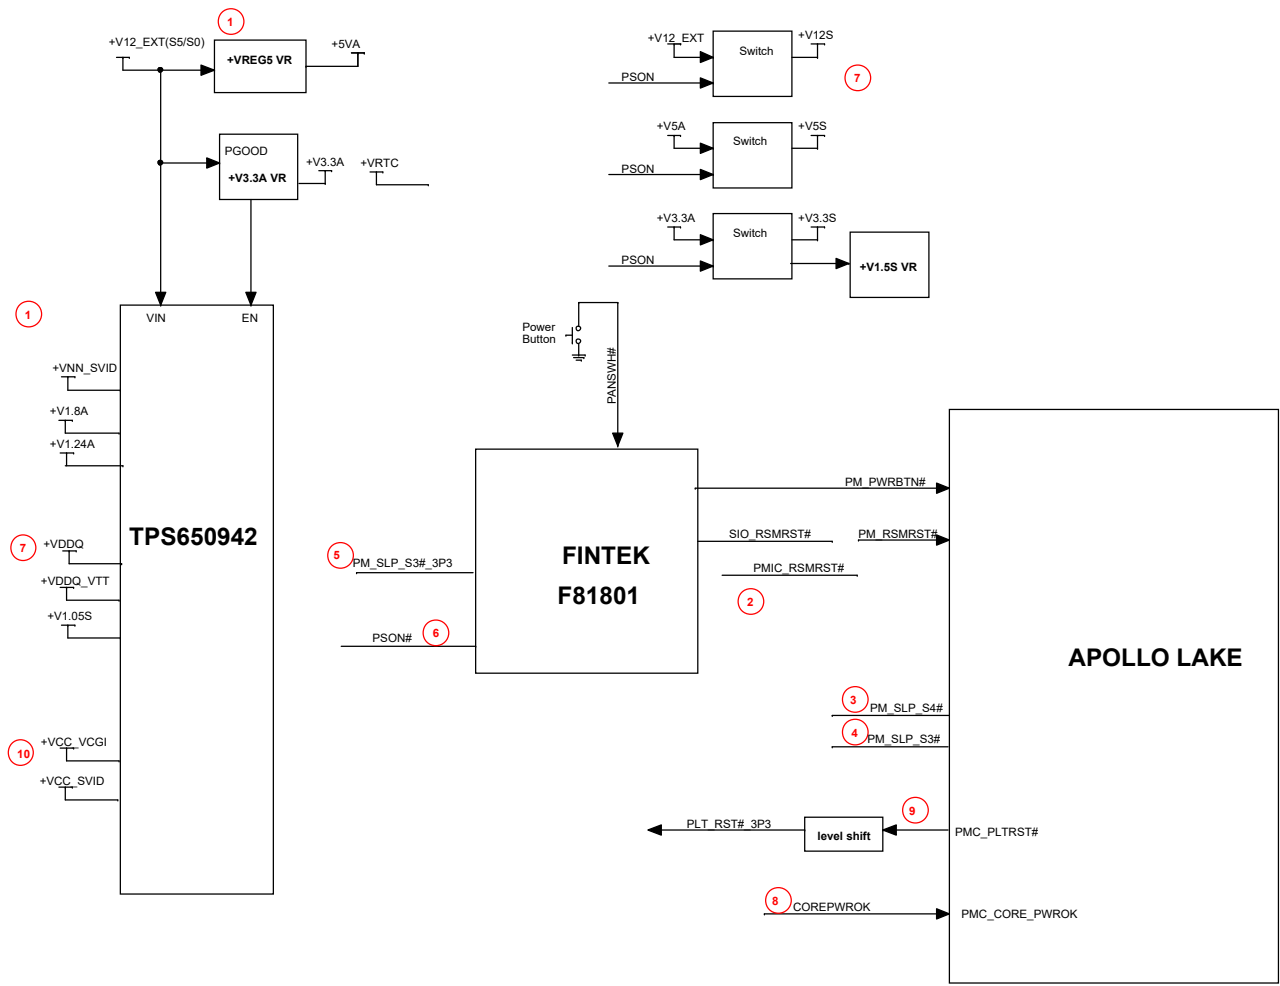 1
+V12_EXT(S5/S0)
+VREG5 VR
+5VA
PGOOD
+V3.3A VR
+V3.3A
+VRTC
+V12_EXT
Switch
+V12S
PSON
7
+V5A
Switch
+V5S
PSON
+V3.3A
Switch
+V3.3S
PSON
+V1.5S VR
1
VIN
EN
Power
Button
PANSWH#
+VNN_SVID
+V1.8A
+V1.24A
TPS650942
7
+VDDQ
+VDDQ_VTT
+V1.05S
10
+VCC_VCGI
+VCC_SVID
5
PM_SLP_S3#_3P3
PSON#
6
FINTEK
F81801
PM_PWRBTN#
SIO_RSMRST#
PM_RSMRST#
PMIC_RSMRST#
2
APOLLO LAKE
3
PM_SLP_S4#
4
PM_SLP_S3#
9
PLT_RST#_3P3
level shift
PMC_PLTRST#
8
COREPWROK
PMC_CORE_PWROK